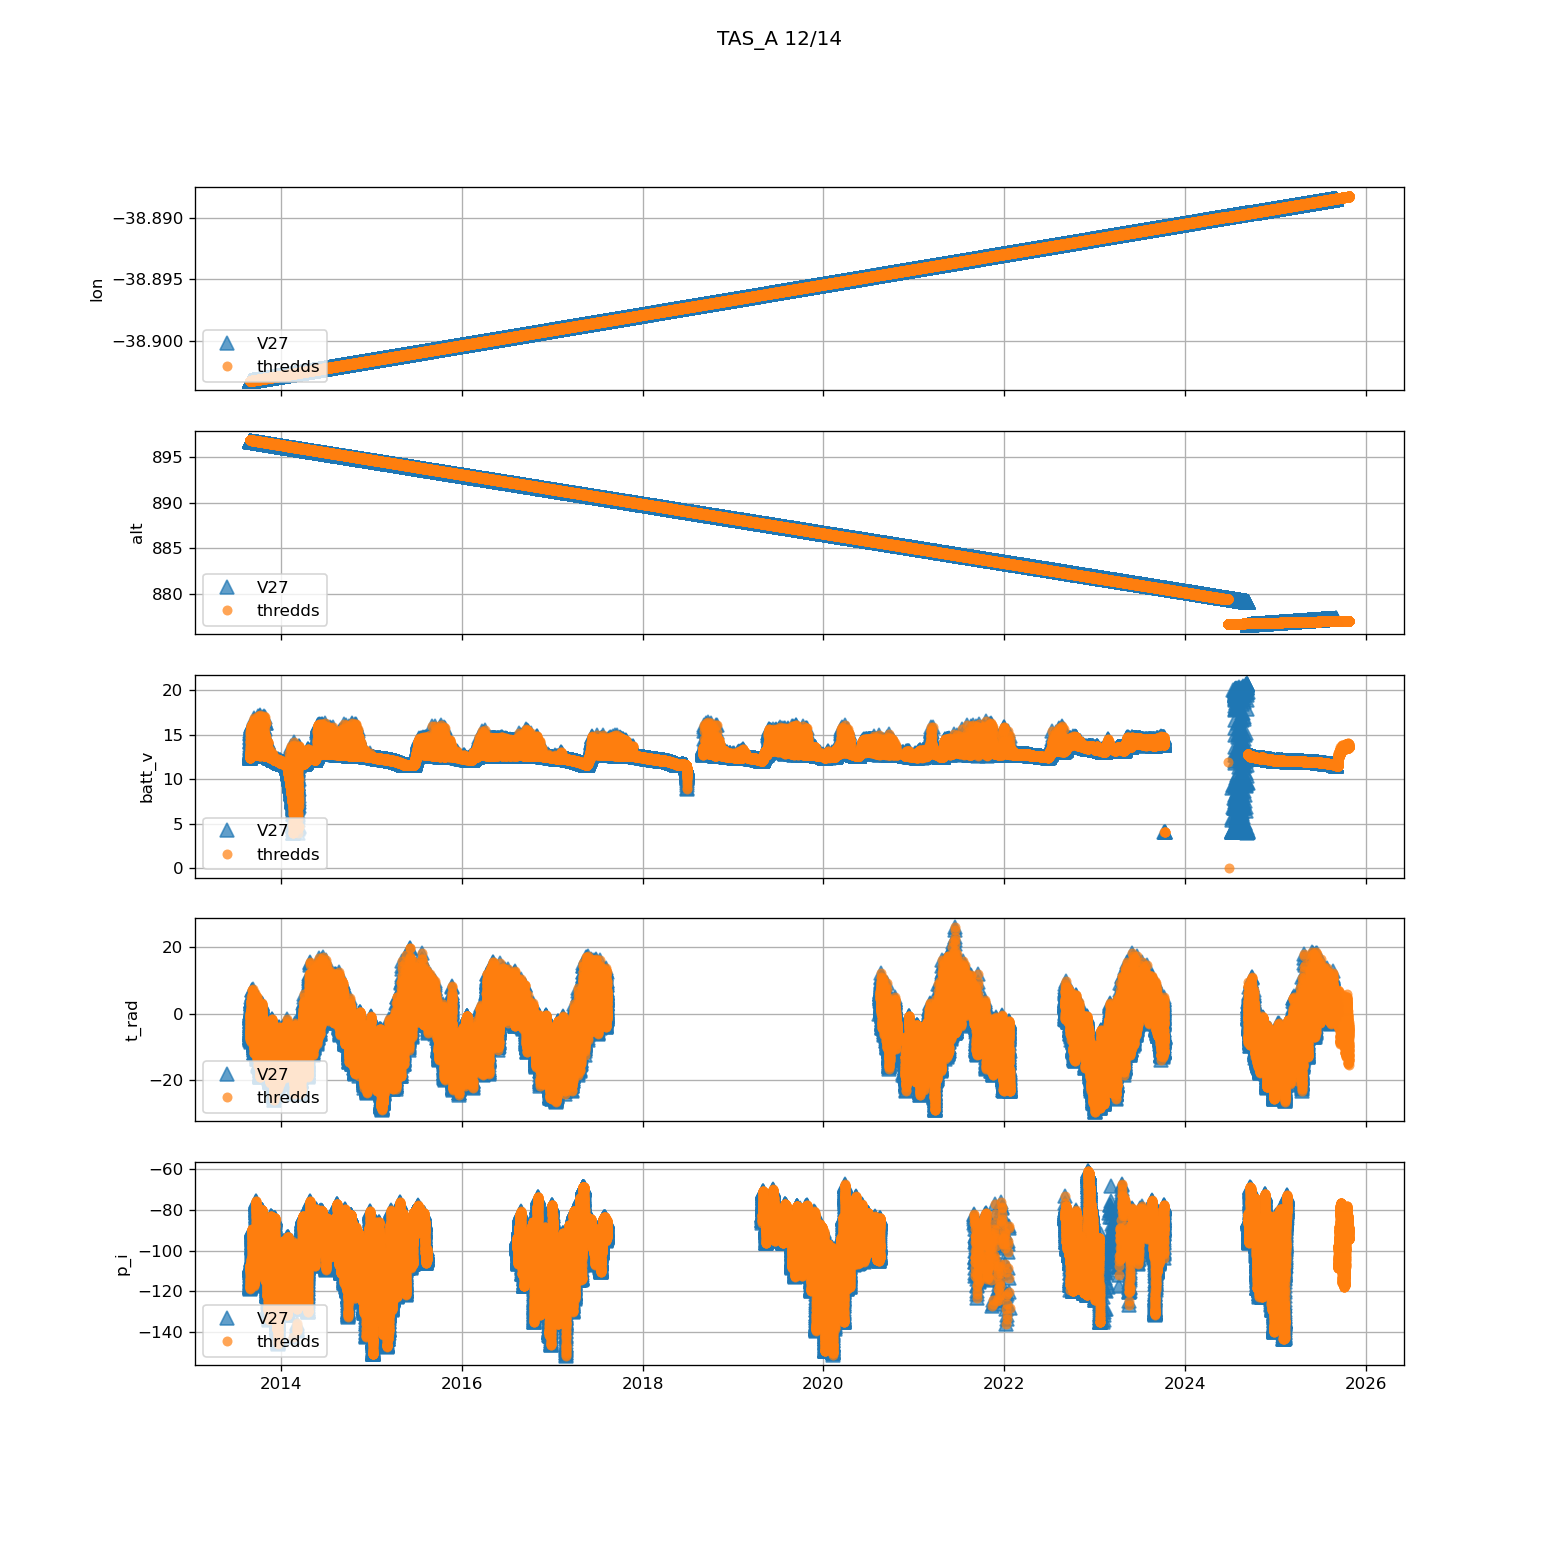 TAS_A 12/14
lon
−38.890
−38.895
−38.900
V27
thredds
alt
895
890
885
880
V27
thredds
batt_v
20
15
10
5
0
V27
thredds
t_rad
20
0
−20
V27
thredds
p_i
−60
−80
−100
−120
−140
V27
thredds
2014 2016 2018 2020 2022 2024 2026